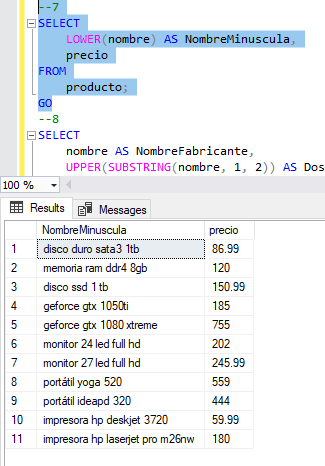 --7
SELECT
LOWER(nombre) AS NombreMinuscula,
precio
FROM
producto;
GO
--8
SELECT
nombre AS NombreFabricante,
UPPER(SUBSTRING(nombre, 1, 2)) AS Dos
100 %
Results Messages
NombreMinuscula precio
1 disco duro sata3 1tb 86.99
2 memoria ram ddr4 8gb 120
3 disco ssd 1 tb 150.99
4 geforce gtx 1050ti 185
5 geforce gtx 1080 xtreme 755
6 monitor 24 led full hd 202
7 monitor 27 led full hd 245.99
8 portátil yoga 520 559
9 portátil ideapd 320 444
10 impresora hp deskjet 3720 59.99
11 impresora hp laserjet pro m26nw 180